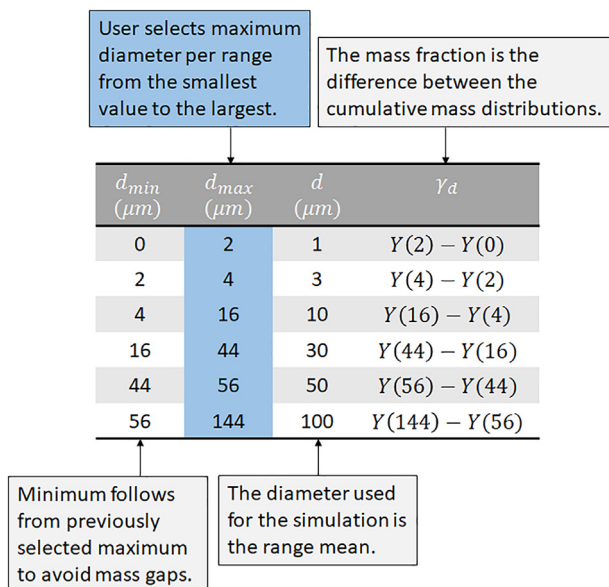 User selects maximum
diameter per range
from the smallest
value to the largest.
The mass fraction is the
difference between the
cumulative mass distributions.
d_min d_max d γ_d
(μm) (μm) (μm)
0 2 1 Y(2) − Y(0)
2 4 3 Y(4) − Y(2)
4 16 10 Y(16) − Y(4)
16 44 30 Y(44) − Y(16)
44 56 50 Y(56) − Y(44)
56 144 100 Y(144) − Y(56)
Minimum follows
from previously
selected maximum
to avoid mass gaps.
The diameter used
for the simulation is
the range mean.